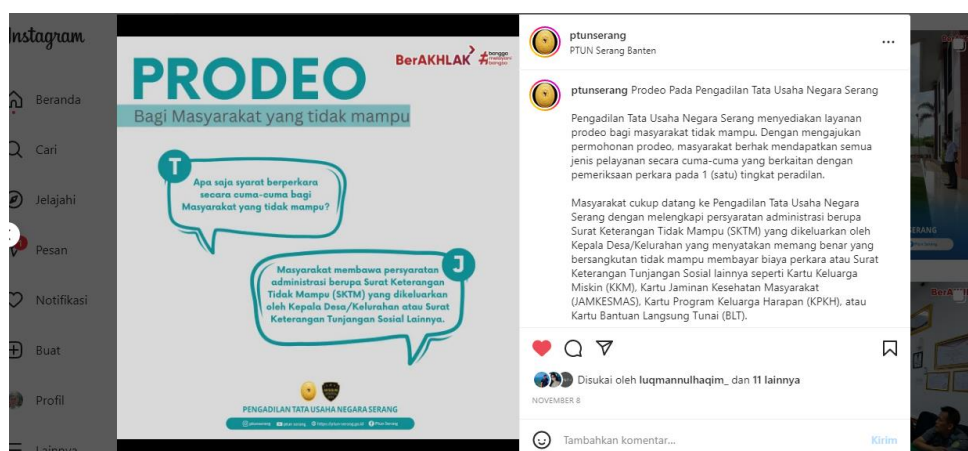 Instagram
Beranda
Cari
Jelajahi
Pesan
Notifikasi
Buat
Profil
Lainnya
BerAKHLAK
#bangga melayani bangsa
PRODEO
Bagi Masyarakat yang tidak mampu
T
Apa saja syarat berperkara
secara cuma-cuma bagi
Masyarakat yang tidak mampu?
J
Masyarakat membawa persyaratan
administrasi berupa Surat Keterangan
Tidak Mampu (SKTM) yang dikeluarkan
oleh Kepala Desa/Kelurahan atau Surat
Keterangan Tunjangan Sosial Lainnya.
PENGADILAN TATA USAHA NEGARA SERANG
ptunserang
PTUN Serang Banten
ptunserang Prodeo Pada Pengadilan Tata Usaha Negara Serang
Pengadilan Tata Usaha Negara Serang menyediakan layanan
prodeo bagi masyarakat tidak mampu. Dengan mengajukan
permohonan prodeo, masyarakat berhak mendapatkan semua
jenis pelayanan secara cuma-cuma yang berkaitan dengan
pemeriksaan perkara pada 1 (satu) tingkat peradilan.
Masyarakat cukup datang ke Pengadilan Tata Usaha Negara
Serang dengan melengkapi persyaratan administrasi berupa
Surat Keterangan Tidak Mampu (SKTM) yang dikeluarkan oleh
Kepala Desa/Kelurahan yang menyatakan memang benar yang
bersangkutan tidak mampu membayar biaya perkara atau Surat
Keterangan Tunjangan Sosial lainnya seperti Kartu Keluarga
Miskin (KKM), Kartu Jaminan Kesehatan Masyarakat
(JAMKESMAS), Kartu Program Keluarga Harapan (KPKH), atau
Kartu Bantuan Langsung Tunai (BLT).
Disukai oleh luqmannulhaqim_ dan 11 lainnya
NOVEMBER 8
Tambahkan komentar...
Kirim